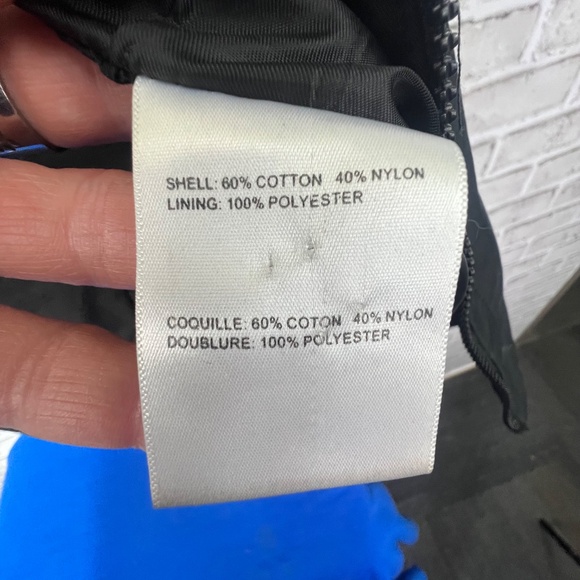 SHELL: 60% COTTON 40% NYLON
LINING: 100% POLYESTER
COQUILLE: 60% COTON 40% NYLON
DOUBLURE: 100% POLYESTER